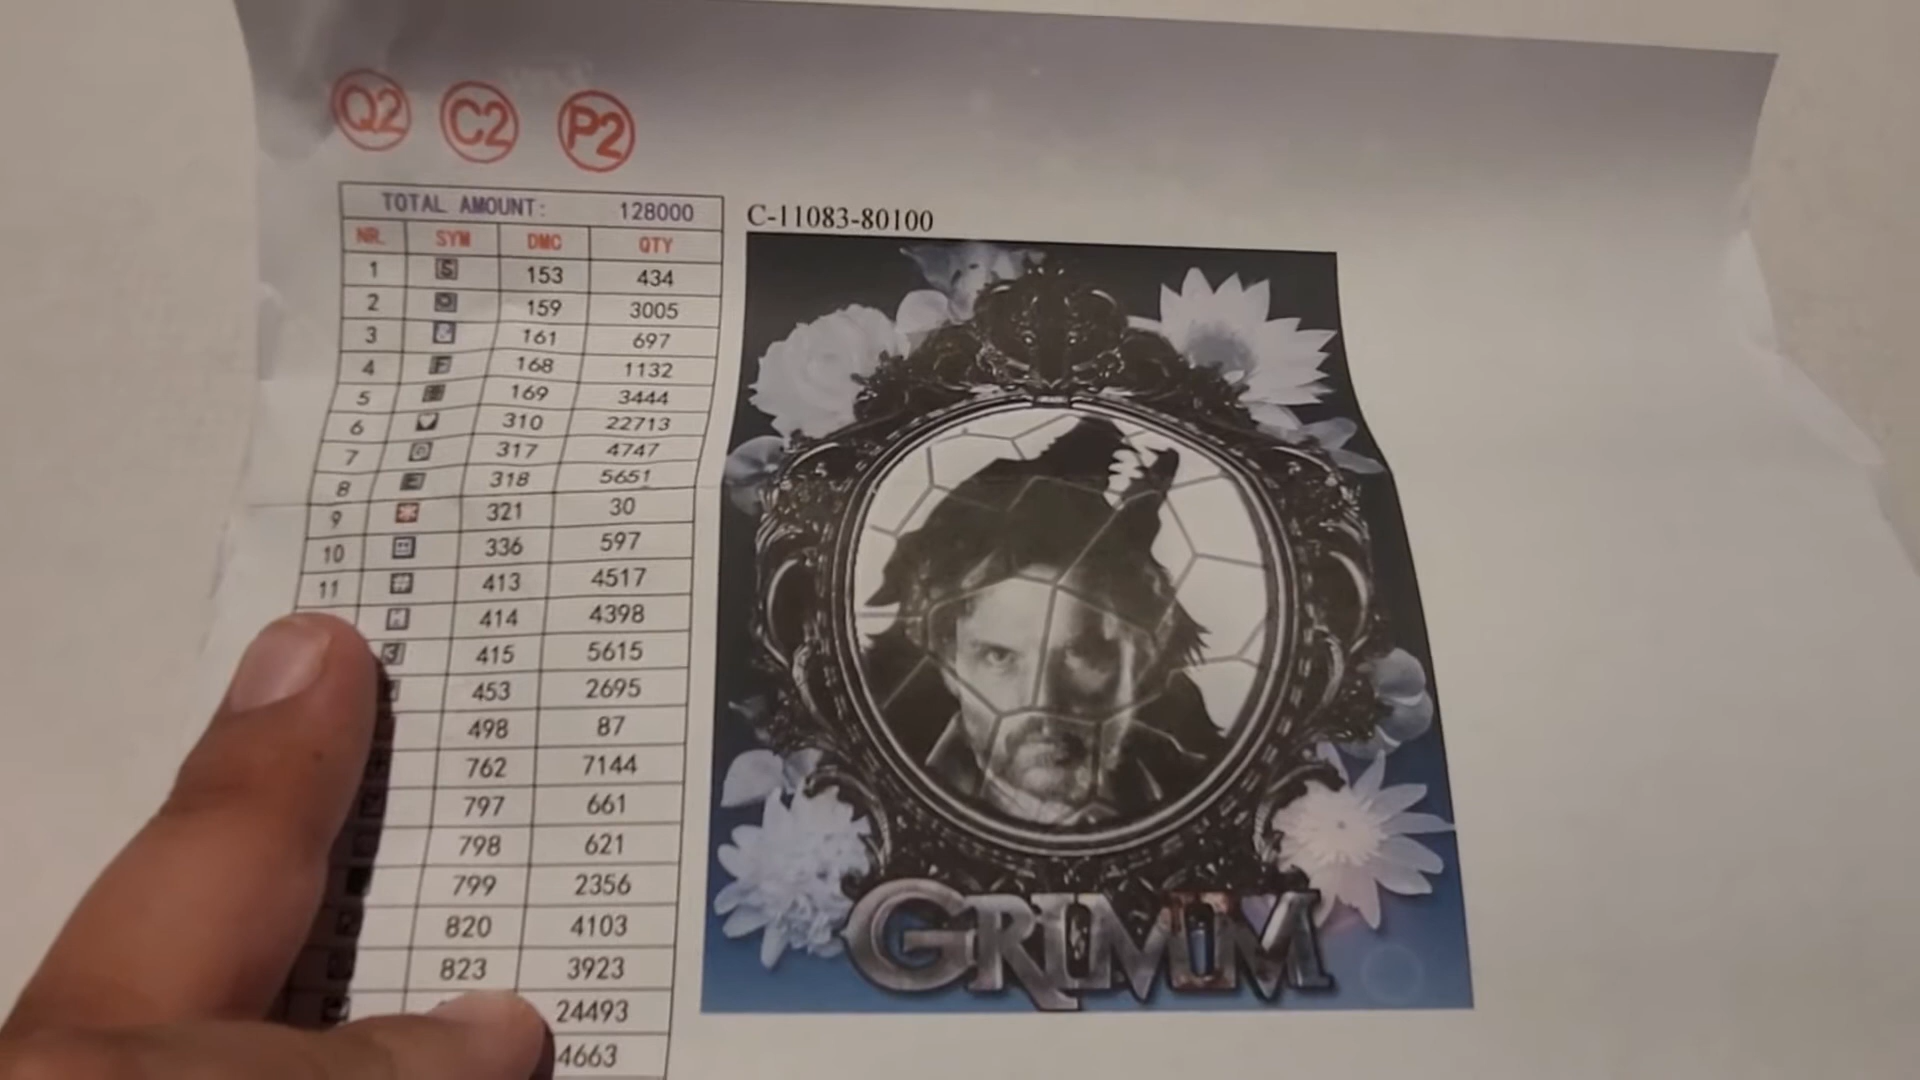 Q2 C2 P2
TOTAL AMOUNT: 128000
C-11083-80100
NR. SYM DMC QTY
1 S 153 434
2 159 3005
3 & 161 697
4 F 168 1132
5 169 3444
6 ♥ 310 22713
7 317 4747
8 E 318 5651
9 321 30
10 336 597
11 # 413 4517
414 4398
3 415 5615
453 2695
498 87
762 7144
797 661
798 621
799 2356
820 4103
823 3923
24493
4663
GRIMM